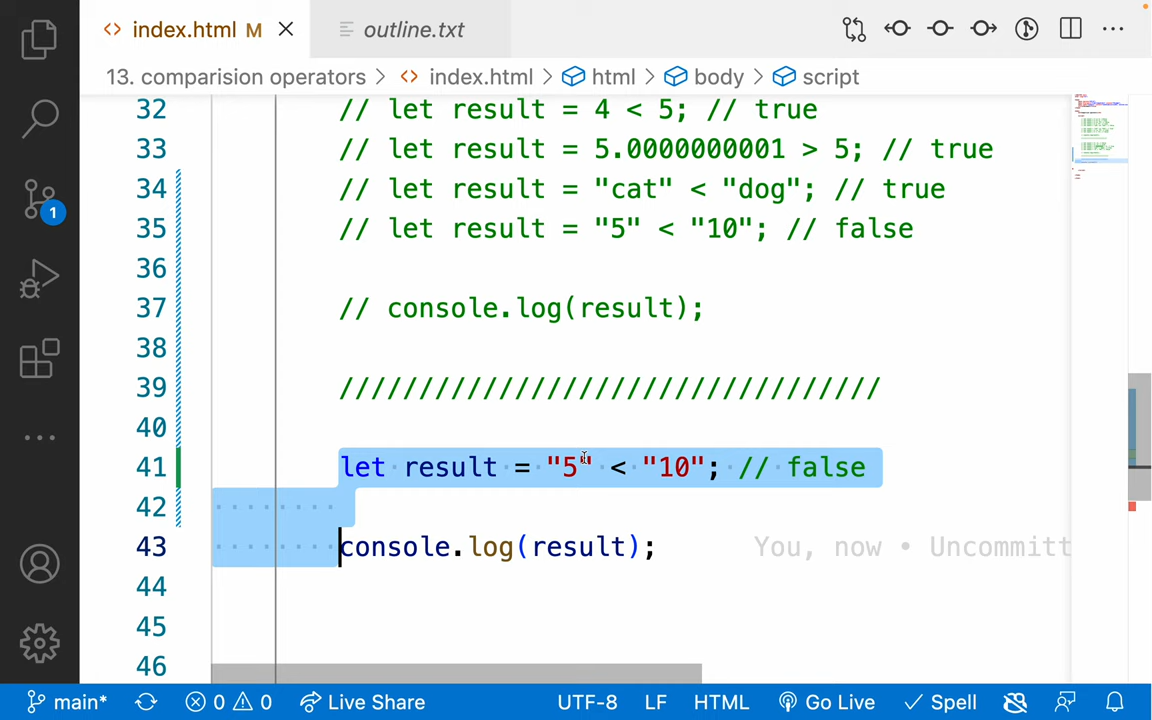 index.html M
outline.txt
13. comparision operators > index.html > html > body > script
32 // let result = 4 < 5; // true
33 // let result = 5.0000000001 > 5; // true
34 // let result = "cat" < "dog"; // true
35 // let result = "5" < "10"; // false
36
37 // console.log(result);
38
39 //////////////////////////////////
40
41 let result = "5" < "10"; // false
42
43 console.log(result); You, now • Uncommitt
44
45
46
1
main* 0 0 Live Share UTF-8 LF HTML Go Live Spell